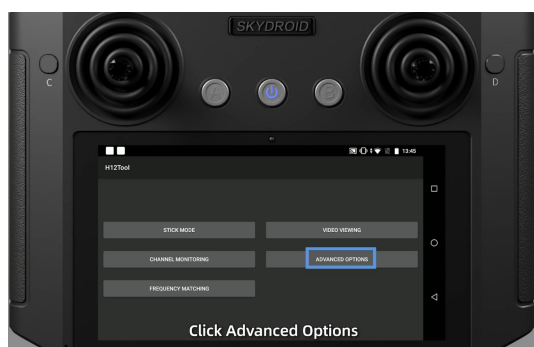 SKYDROID
C
A
B
D
13:45
H12Tool
STICK MODE
VIDEO VIEWING
CHANNEL MONITORING
ADVANCED OPTIONS
FREQUENCY MATCHING
Click Advanced Options